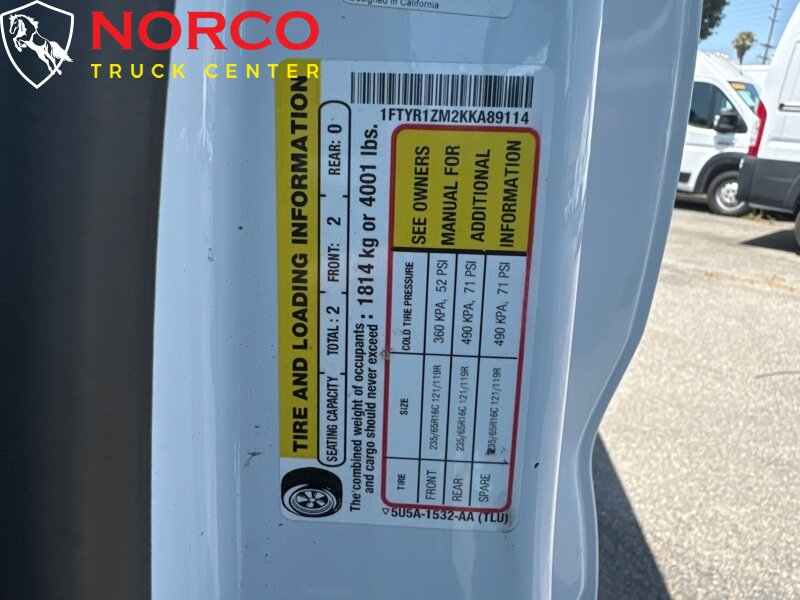 NORCO
TRUCK CENTER
Designed in California
1FTYR1ZM2KKA89114
TIRE AND LOADING INFORMATION
SEATING CAPACITY TOTAL: 2 FRONT: 2 REAR: 0
The combined weight of occupants
and cargo should never exceed : 1814 kg or 4001 lbs.
TIRE SIZE COLD TIRE PRESSURE
FRONT 235/65R16C 121/119R 360 KPA, 52 PSI
REAR 235/65R16C 121/119R 490 KPA, 71 PSI
SPARE 235/65R16C 121/119R 490 KPA, 71 PSI
SEE OWNERS
MANUAL FOR
ADDITIONAL
INFORMATION
5U5A-1532-AA (TLU)